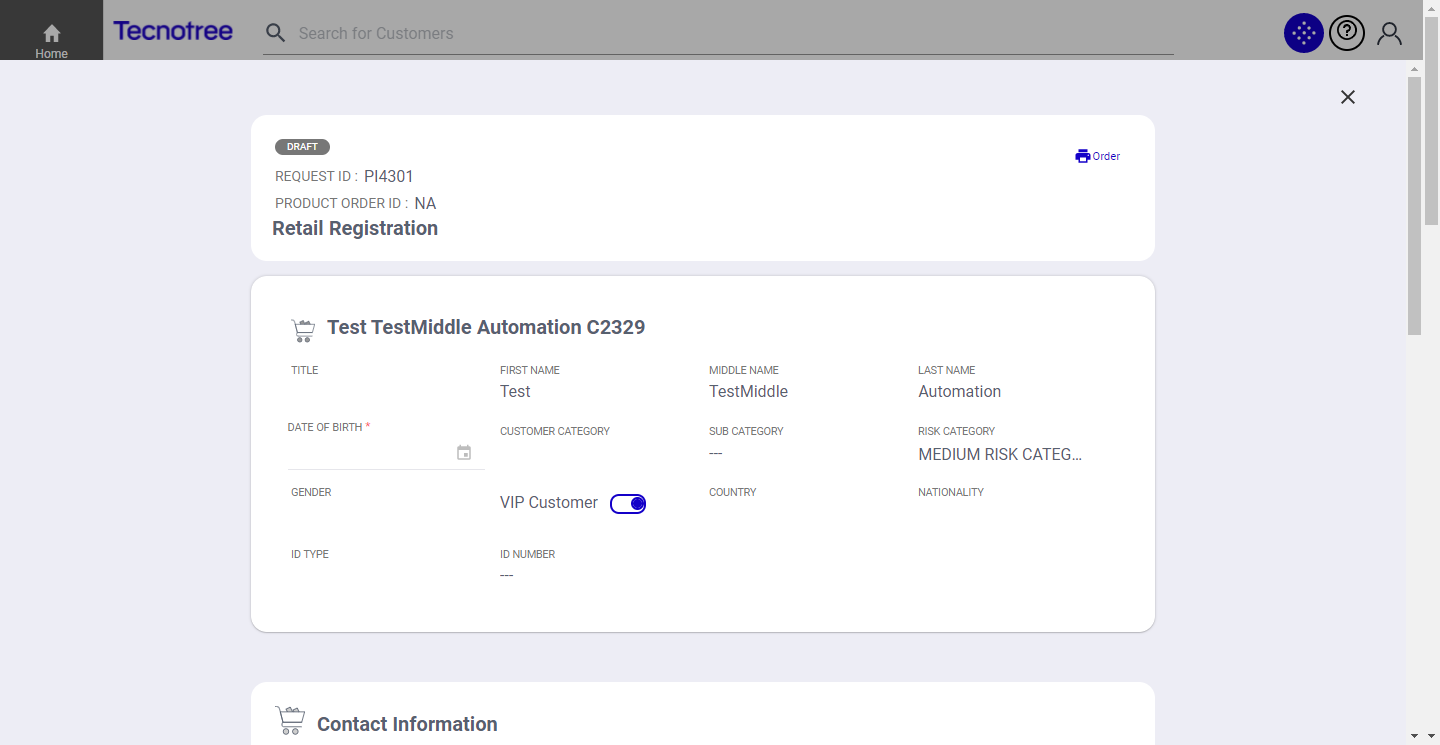 Home
Tecnotree
Search for Customers
DRAFT
Order
REQUEST ID : PI4301
PRODUCT ORDER ID : NA
Retail Registration
Test TestMiddle Automation C2329
TITLE FIRST NAME MIDDLE NAME LAST NAME
Test TestMiddle Automation
DATE OF BIRTH * CUSTOMER CATEGORY SUB CATEGORY RISK CATEGORY
--- MEDIUM RISK CATEG...
GENDER VIP Customer COUNTRY NATIONALITY
ID TYPE ID NUMBER
---
Contact Information